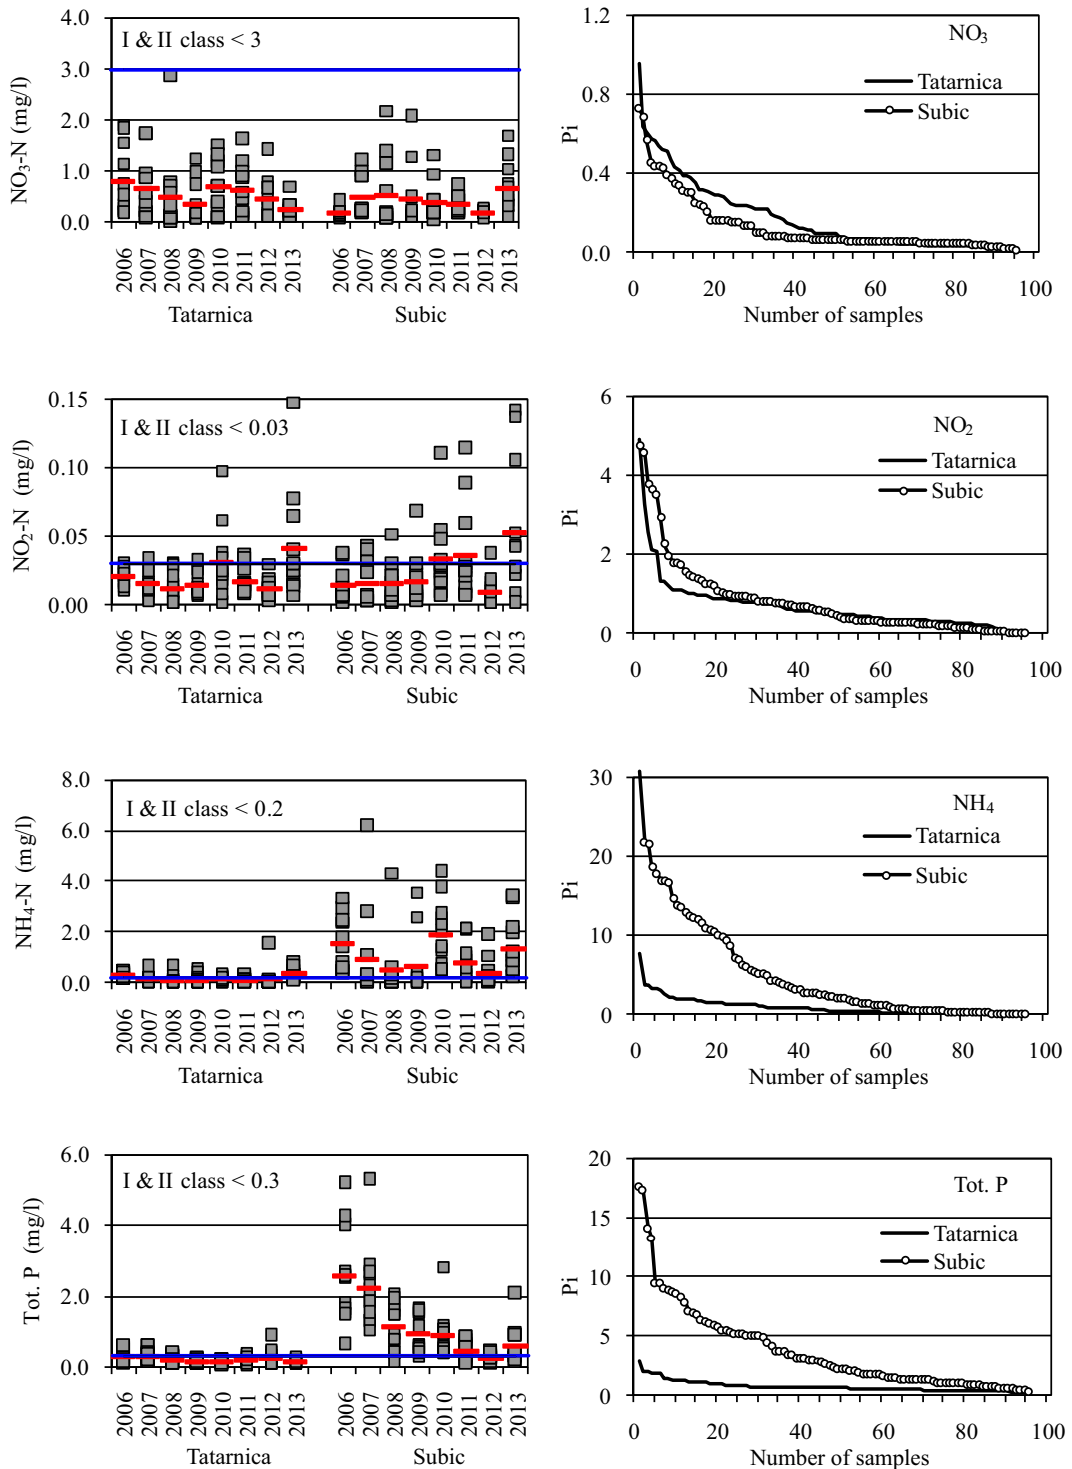 4.0
3.0
2.0
1.0
0.0
NO3-N (mg/l)
I & II class < 3
2006 2007 2008 2009 2010 2011 2012 2013 2006 2007 2008 2009 2010 2011 2012 2013
Tatarnica Subic
1.2
0.8
0.4
0.0
Pi
NO3
Tatarnica
Subic
0 20 40 60 80 100
Number of samples
0.15
0.10
0.05
0.00
NO2-N (mg/l)
I & II class < 0.03
2006 2007 2008 2009 2010 2011 2012 2013 2006 2007 2008 2009 2010 2011 2012 2013
Tatarnica Subic
6
4
2
0
Pi
NO2
Tatarnica
Subic
0 20 40 60 80 100
Number of samples
8.0
6.0
4.0
2.0
0.0
NH4-N (mg/l)
I & II class < 0.2
2006 2007 2008 2009 2010 2011 2012 2013 2006 2007 2008 2009 2010 2011 2012 2013
Tatarnica Subic
30
20
10
0
Pi
NH4
Tatarnica
Subic
0 20 40 60 80 100
Number of samples
6.0
4.0
2.0
0.0
Tot. P (mg/l)
I & II class < 0.3
2006 2007 2008 2009 2010 2011 2012 2013 2006 2007 2008 2009 2010 2011 2012 2013
Tatarnica Subic
20
15
10
5
0
Pi
Tot. P
Tatarnica
Subic
0 20 40 60 80 100
Number of samples